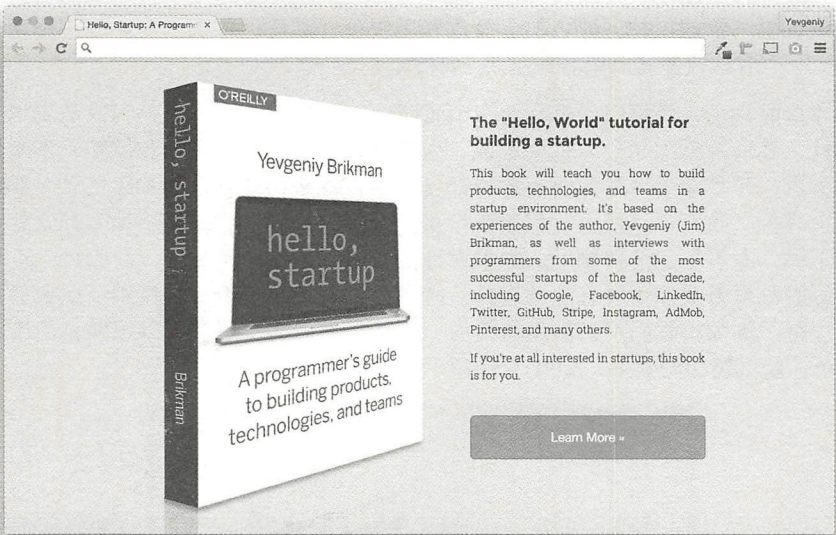 Hello, Startup: A Program
Yevgeniy
O'REILLY
hello, startup
Brikman
Yevgeniy Brikman
hello,
startup
A programmer's guide
to building products,
technologies, and teams
The "Hello, World" tutorial for
building a startup.
This book will teach you how to build
products, technologies, and teams in a
startup environment. It's based on the
experiences of the author, Yevgeniy (Jim)
Brikman, as well as interviews with
programmers from some of the most
successful startups of the last decade,
including Google, Facebook, LinkedIn,
Twitter, GitHub, Stripe, Instagram, AdMob,
Pinterest, and many others.
If you're at all interested in startups, this book
is for you.
Learn More »